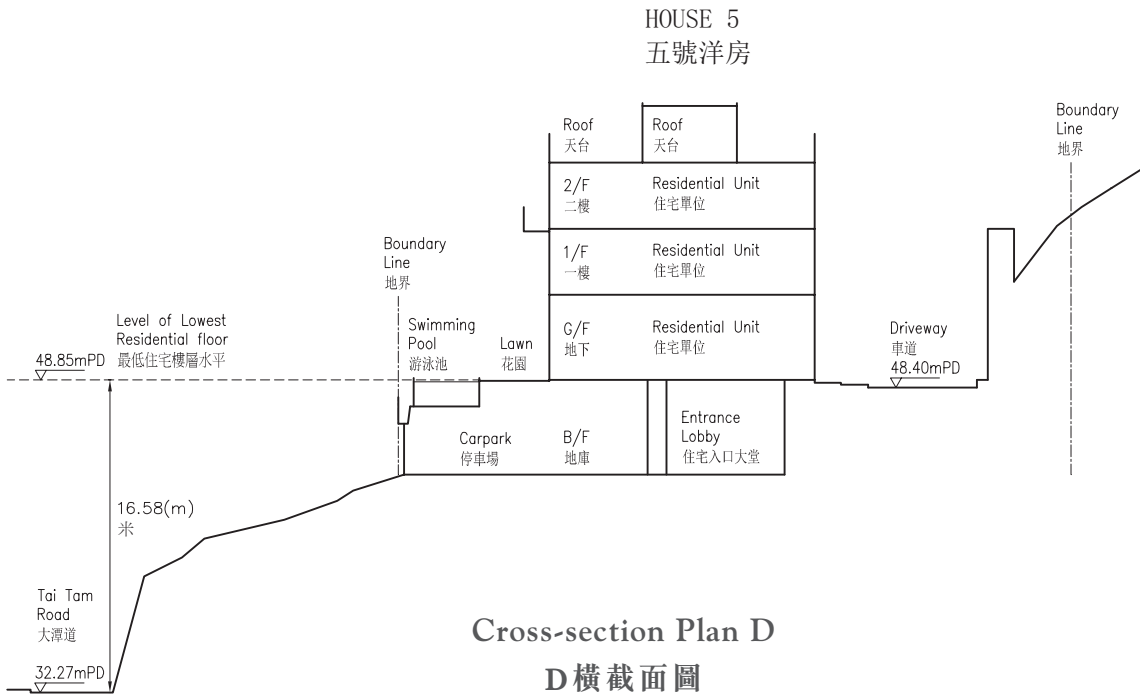 HOUSE 5
五號洋房
Roof
天台
Roof
天台
Boundary
Line
地界
2/F
二樓
Residential Unit
住宅單位
1/F
一樓
Residential Unit
住宅單位
Boundary
Line
地界
Level of Lowest
Residential floor
最低住宅樓層水平
48.85mPD
Swimming
Pool
游泳池
Lawn
花園
G/F
地下
Residential Unit
住宅單位
Driveway
車道
48.40mPD
Carpark
停車場
B/F
地庫
Entrance
Lobby
住宅入口大堂
16.58(m)
米
Tai Tam
Road
大潭道
32.27mPD
Cross-section Plan D
D橫截面圖